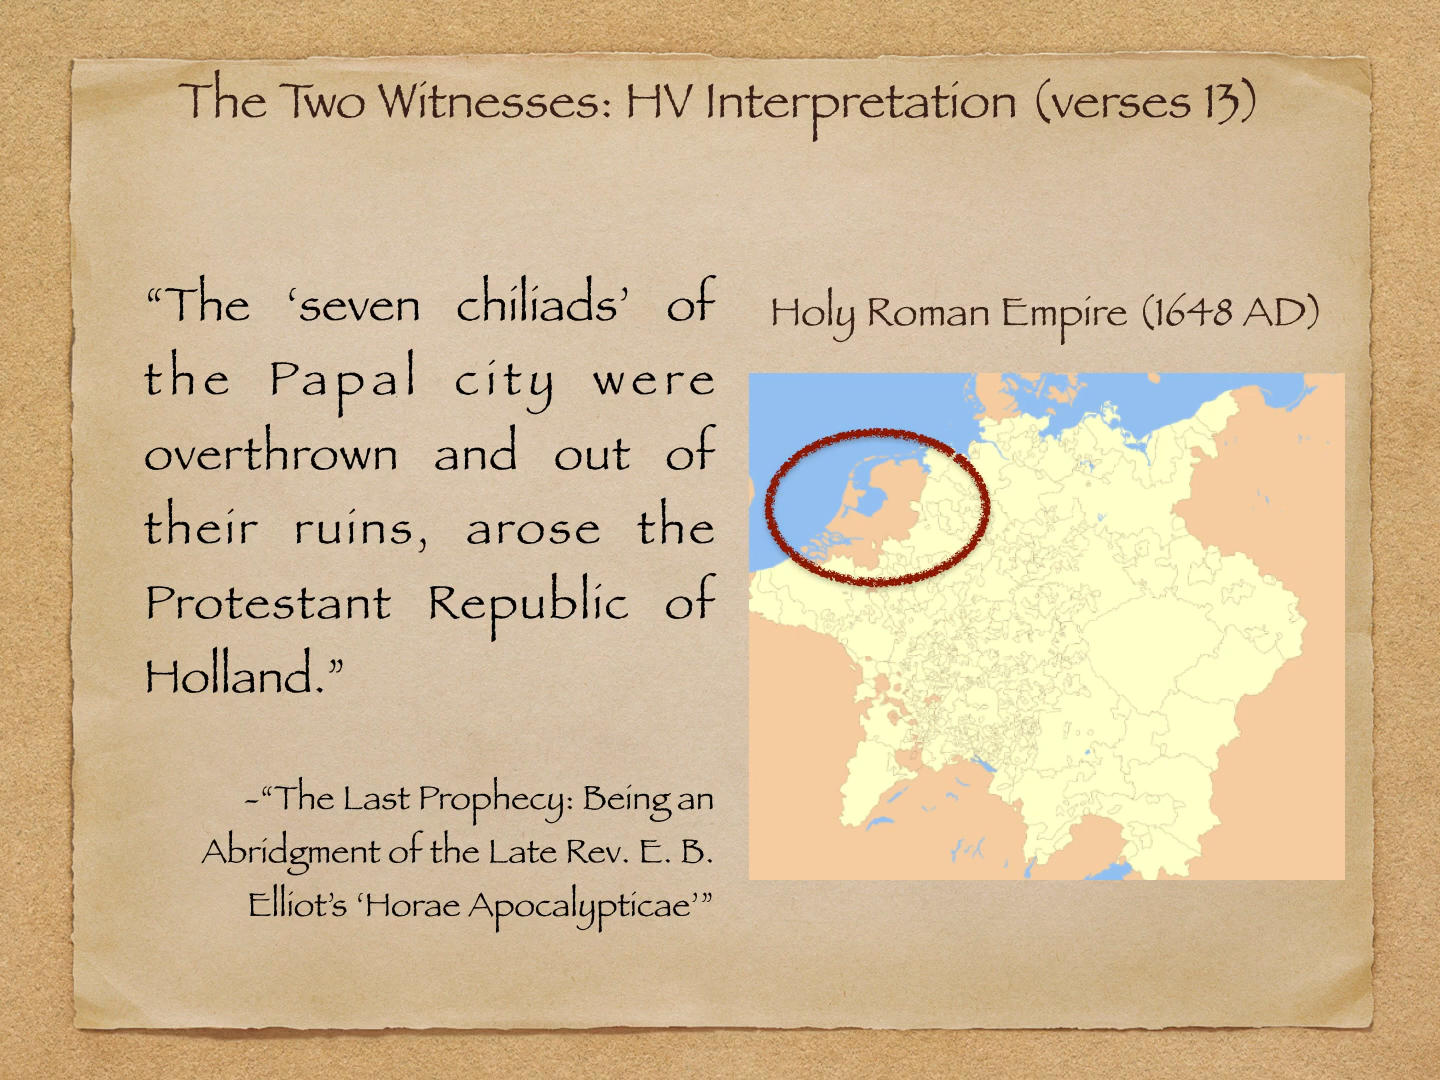 The Two Witnesses: HV Interpretation (verses 13)
“The ‘seven chiliads’ of
the Papal city were
overthrown and out of
their ruins, arose the
Protestant Republic of
Holland.”
-“The Last Prophecy: Being an
Abridgment of the Late Rev. E. B.
Elliot’s ‘Horae Apocalypticae’”
Holy Roman Empire (1648 AD)